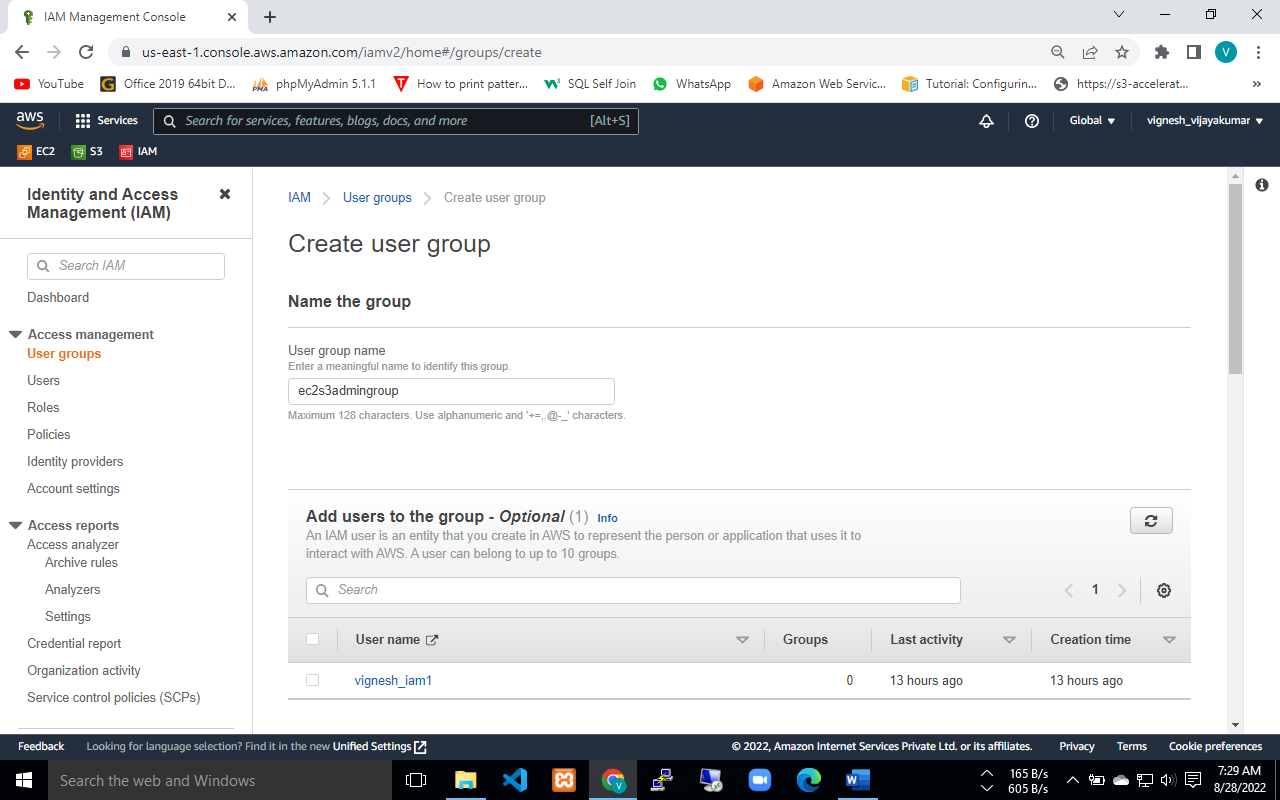 IAM Management Console
us-east-1.console.aws.amazon.com/iamv2/home#/groups/create
V
YouTube
Office 2019 64bit D...
phpMyAdmin 5.1.1
How to print patter...
SQL Self Join
WhatsApp
Amazon Web Servic...
Tutorial: Configurin...
https://s3-accelerat...
»
aws
Services
Search for services, features, blogs, docs, and more [Alt+S]
Global
vignesh_vijayakumar
EC2
S3
IAM
Identity and Access
Management (IAM)
Search IAM
Dashboard
Access management
User groups
Users
Roles
Policies
Identity providers
Account settings
Access reports
Access analyzer
Archive rules
Analyzers
Settings
Credential report
Organization activity
Service control policies (SCPs)
IAM
User groups
Create user group
Create user group
Name the group
User group name
Enter a meaningful name to identify this group.
ec2s3admingroup
Maximum 128 characters. Use alphanumeric and '+=,.@-_' characters.
Add users to the group - Optional (1) Info
An IAM user is an entity that you create in AWS to represent the person or application that uses it to
interact with AWS. A user can belong to up to 10 groups.
Search
1
User name Groups Last activity Creation time
vignesh_iam1 0 13 hours ago 13 hours ago
Feedback
Looking for language selection? Find it in the new Unified Settings
© 2022, Amazon Internet Services Private Ltd. or its affiliates.
Privacy
Terms
Cookie preferences
Search the web and Windows
V
165 B/s
605 B/s
7:29 AM
8/28/2022